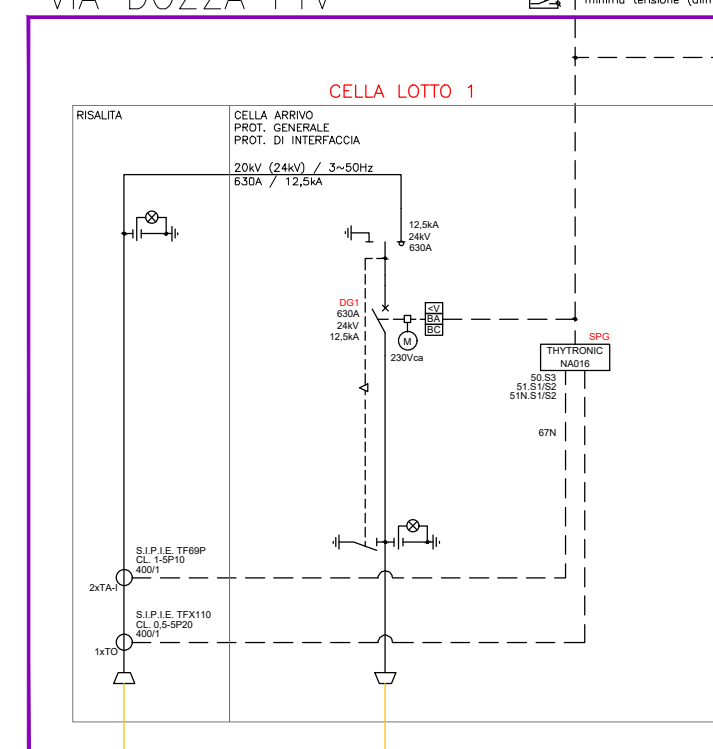 VIA DOZZA
minima tensione
CELLA LOTTO 1
RISALITA
CELLA ARRIVO
PROT. GENERALE
PROT. DI INTERFACCIA
20kV (24kV) / 3~50Hz
630A / 12,5kA
12,5kA
24kV
630A
DG1
630A
24kV
12,5kA
<V
BA
BC
M
230Vca
SPG
THYTRONIC
NA016
50.S3
51.S1/S2
51N.S1/S2
67N
S.I.P.I.E. TF69P
CL. 1-5P10
400/1
2xTA-I
S.I.P.I.E. TFX110
CL. 0,5-5P20
400/1
1xTO